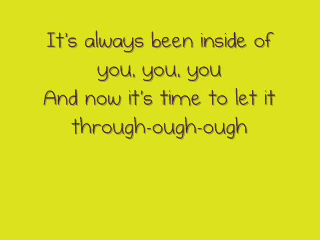 It's always been inside of
you, you, you
And now it's time to let it
through-ough-ough